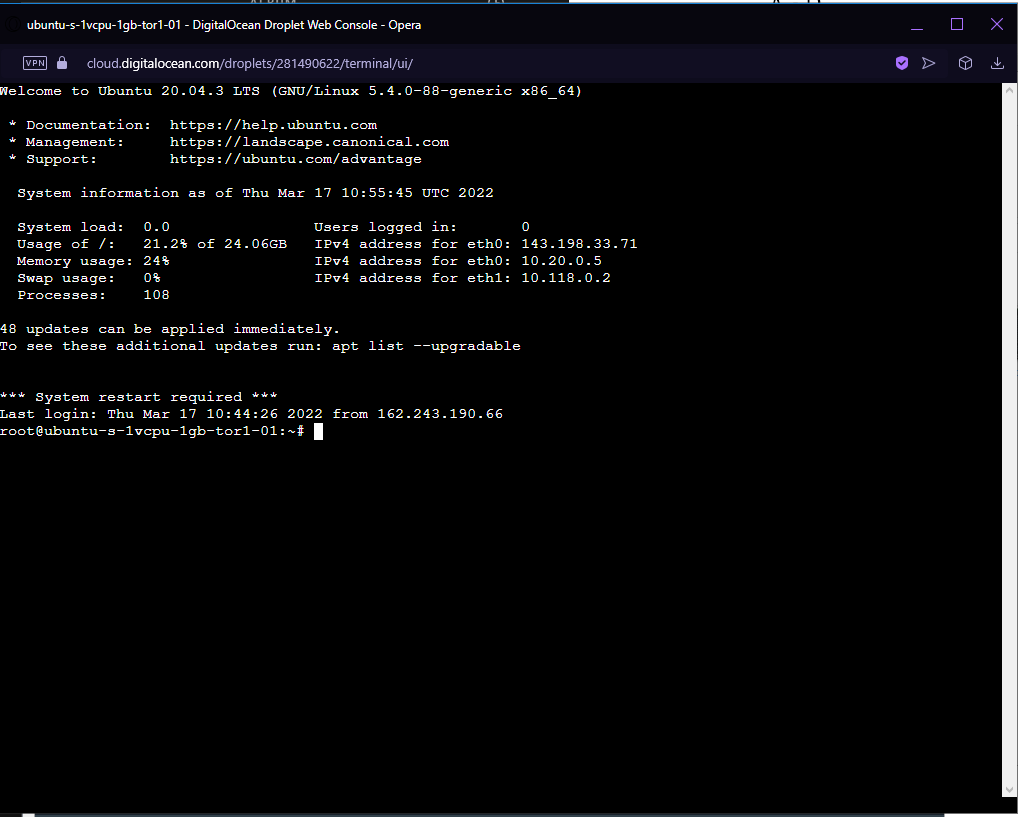 ubuntu-s-1vcpu-1gb-tor1-01 - DigitalOcean Droplet Web Console - Opera
VPN cloud.digitalocean.com/droplets/281490622/terminal/ui/
Welcome to Ubuntu 20.04.3 LTS (GNU/Linux 5.4.0-88-generic x86_64)
* Documentation: https://help.ubuntu.com
* Management: https://landscape.canonical.com
* Support: https://ubuntu.com/advantage
System information as of Thu Mar 17 10:55:45 UTC 2022
System load: 0.0 Users logged in: 0
Usage of /: 21.2% of 24.06GB IPv4 address for eth0: 143.198.33.71
Memory usage: 24% IPv4 address for eth0: 10.20.0.5
Swap usage: 0% IPv4 address for eth1: 10.118.0.2
Processes: 108
48 updates can be applied immediately.
To see these additional updates run: apt list --upgradable
*** System restart required ***
Last login: Thu Mar 17 10:44:26 2022 from 162.243.190.66
root@ubuntu-s-1vcpu-1gb-tor1-01:~#